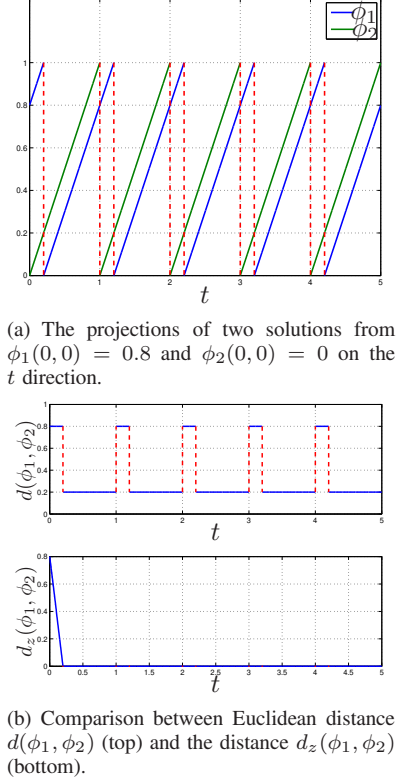 ϕ₁
ϕ₂
1
0.8
0.6
0.4
0.2
0
0 1 2 3 4 5
t
(a) The projections of two solutions from
ϕ₁(0,0) = 0.8 and ϕ₂(0,0) = 0 on the
t direction.
d(ϕ₁, ϕ₂)
1
0.8
0.6
0.4
0.2
0
0 1 2 3 4 5
t
d_z(ϕ₁, ϕ₂)
0.8
0.6
0.4
0.2
0
0 0.5 1 1.5 2 2.5 3 3.5 4 4.5 5
t
(b) Comparison between Euclidean distance
d(ϕ₁, ϕ₂) (top) and the distance d_z(ϕ₁, ϕ₂)
(bottom).